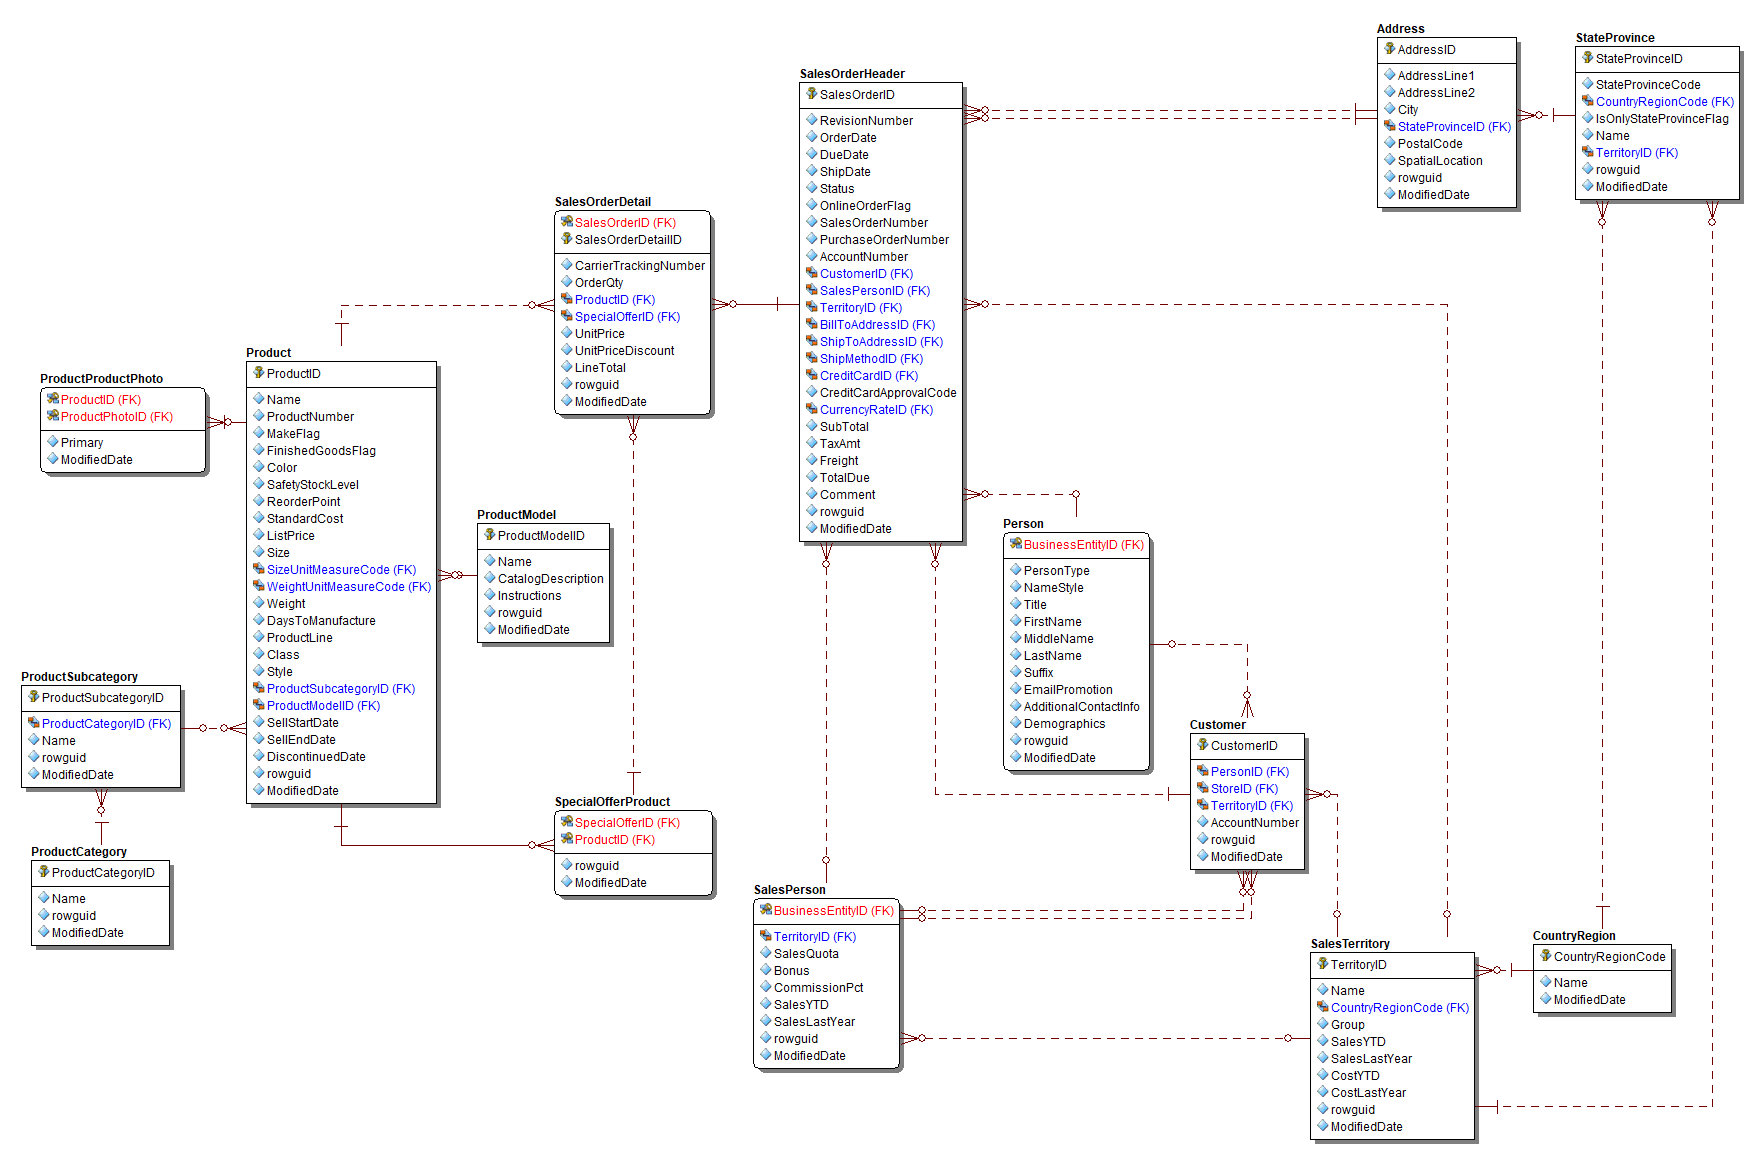 Address
AddressID
AddressLine1
AddressLine2
City
StateProvinceID (FK)
PostalCode
SpatialLocation
rowguid
ModifiedDate
StateProvince
StateProvinceID
StateProvinceCode
CountryRegionCode (FK)
IsOnlyStateProvinceFlag
Name
TerritoryID (FK)
rowguid
ModifiedDate
SalesOrderHeader
SalesOrderID
RevisionNumber
OrderDate
DueDate
ShipDate
Status
OnlineOrderFlag
SalesOrderNumber
PurchaseOrderNumber
AccountNumber
CustomerID (FK)
SalesPersonID (FK)
TerritoryID (FK)
BillToAddressID (FK)
ShipToAddressID (FK)
ShipMethodID (FK)
CreditCardID (FK)
CreditCardApprovalCode
CurrencyRateID (FK)
SubTotal
TaxAmt
Freight
TotalDue
Comment
rowguid
ModifiedDate
SalesOrderDetail
SalesOrderID (FK)
SalesOrderDetailID
CarrierTrackingNumber
OrderQty
ProductID (FK)
SpecialOfferID (FK)
UnitPrice
UnitPriceDiscount
LineTotal
rowguid
ModifiedDate
Product
ProductID
Name
ProductNumber
MakeFlag
FinishedGoodsFlag
Color
SafetyStockLevel
ReorderPoint
StandardCost
ListPrice
Size
SizeUnitMeasureCode (FK)
WeightUnitMeasureCode (FK)
Weight
DaysToManufacture
ProductLine
Class
Style
ProductSubcategoryID (FK)
ProductModelID (FK)
SellStartDate
SellEndDate
DiscontinuedDate
rowguid
ModifiedDate
ProductProductPhoto
ProductID (FK)
ProductPhotoID (FK)
Primary
ModifiedDate
ProductModel
ProductModelID
Name
CatalogDescription
Instructions
rowguid
ModifiedDate
Person
BusinessEntityID (FK)
PersonType
NameStyle
Title
FirstName
MiddleName
LastName
Suffix
EmailPromotion
AdditionalContactInfo
Demographics
rowguid
ModifiedDate
ProductSubcategory
ProductSubcategoryID
ProductCategoryID (FK)
Name
rowguid
ModifiedDate
Customer
CustomerID
PersonID (FK)
StoreID (FK)
TerritoryID (FK)
AccountNumber
rowguid
ModifiedDate
SpecialOfferProduct
SpecialOfferID (FK)
ProductID (FK)
rowguid
ModifiedDate
ProductCategory
ProductCategoryID
Name
rowguid
ModifiedDate
SalesPerson
BusinessEntityID (FK)
TerritoryID (FK)
SalesQuota
Bonus
CommissionPct
SalesYTD
SalesLastYear
rowguid
ModifiedDate
SalesTerritory
TerritoryID
Name
CountryRegionCode (FK)
Group
SalesYTD
SalesLastYear
CostYTD
CostLastYear
rowguid
ModifiedDate
CountryRegion
CountryRegionCode
Name
ModifiedDate